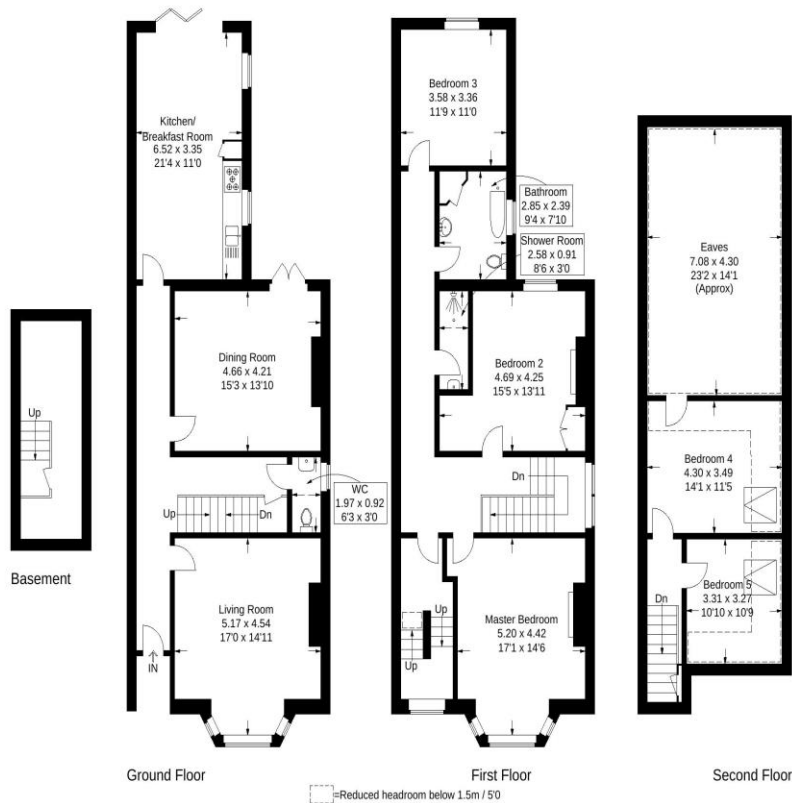 Kitchen/
Breakfast Room
6.52 x 3.35
21'4 x 11'0
Dining Room
4.66 x 4.21
15'3 x 13'10
Up
Basement
WC
1.97 x 0.92
6'3 x 3'0
Up
Dn
Living Room
5.17 x 4.54
17'0 x 14'11
IN
Ground Floor
Bedroom 3
3.58 x 3.36
11'9 x 11'0
Bathroom
2.85 x 2.39
9'4 x 7'10
Shower Room
2.58 x 0.91
8'6 x 3'0
Bedroom 2
4.69 x 4.25
15'5 x 13'11
Dn
Up
Up
Master Bedroom
5.20 x 4.42
17'1 x 14'6
First Floor
Eaves
7.08 x 4.30
23'2 x 14'1
(Approx)
Bedroom 4
4.30 x 3.49
14'1 x 11'5
Bedroom 5
3.31 x 3.27
10'10 x 10'9
Dn
Second Floor
=Reduced headroom below 1.5m / 5'0